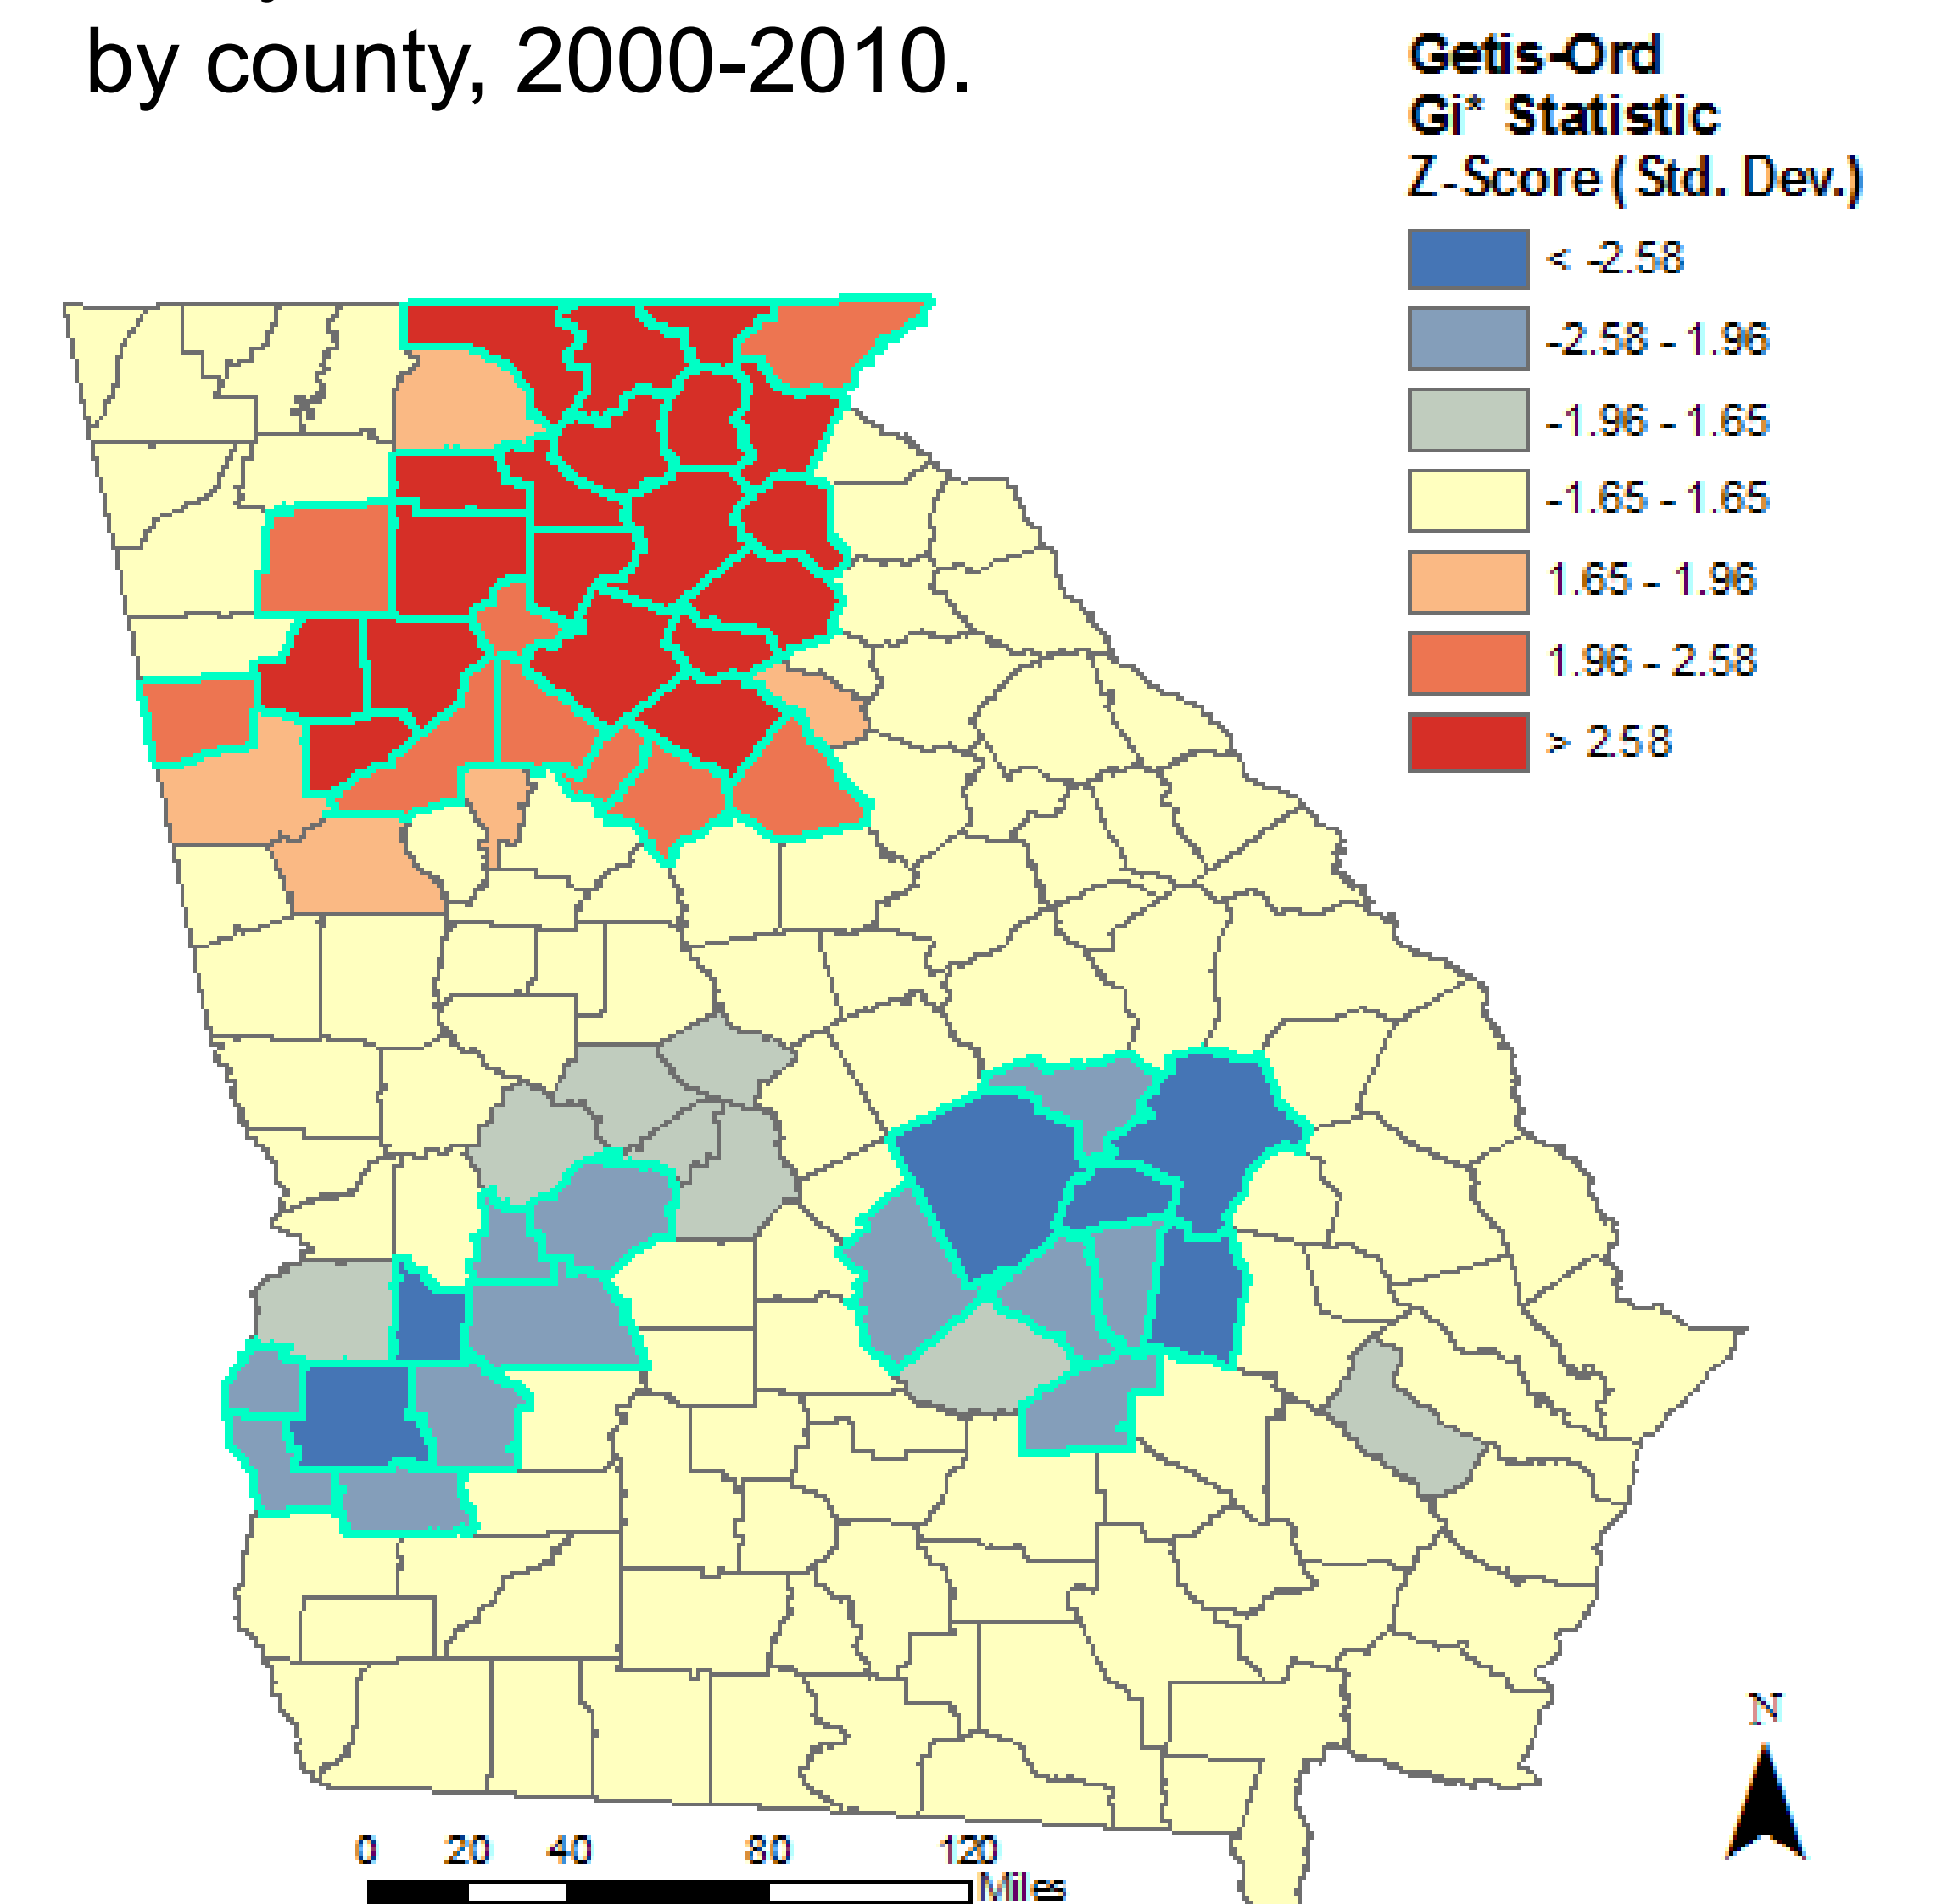 by county, 2000-2010.
Getis-Ord
Gi* Statistic
Z-Score ( Std. Dev.)
< -2.58
-2.58 - 1.96
-1.96 - 1.65
-1.65 - 1.65
1.65 - 1.96
1.96 - 2.58
> 2.58
N
0 20 40 80 120
Miles